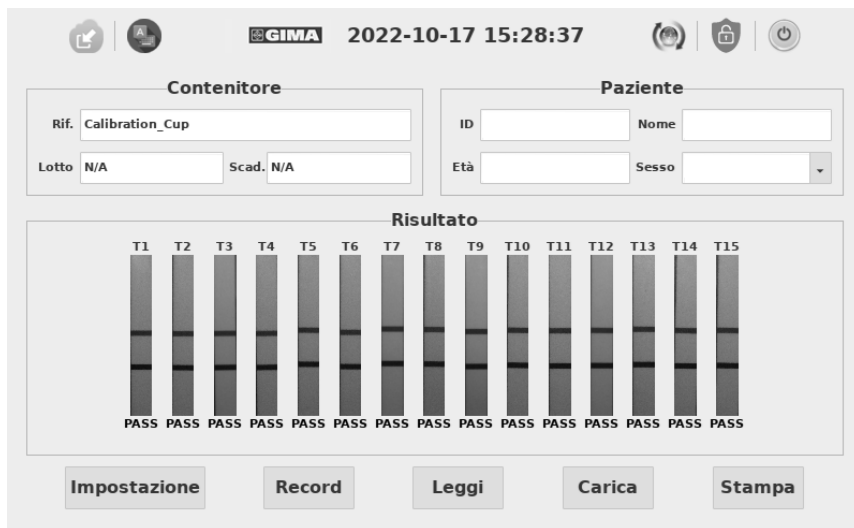 GIMA 2022-10-17 15:28:37
Contenitore
Rif. Calibration_Cup
Lotto N/A Scad. N/A
Paziente
ID Nome
Età Sesso
Risultato
T1 T2 T3 T4 T5 T6 T7 T8 T9 T10 T11 T12 T13 T14 T15
PASS PASS PASS PASS PASS PASS PASS PASS PASS PASS PASS PASS PASS PASS PASS
Impostazione Record Leggi Carica Stampa